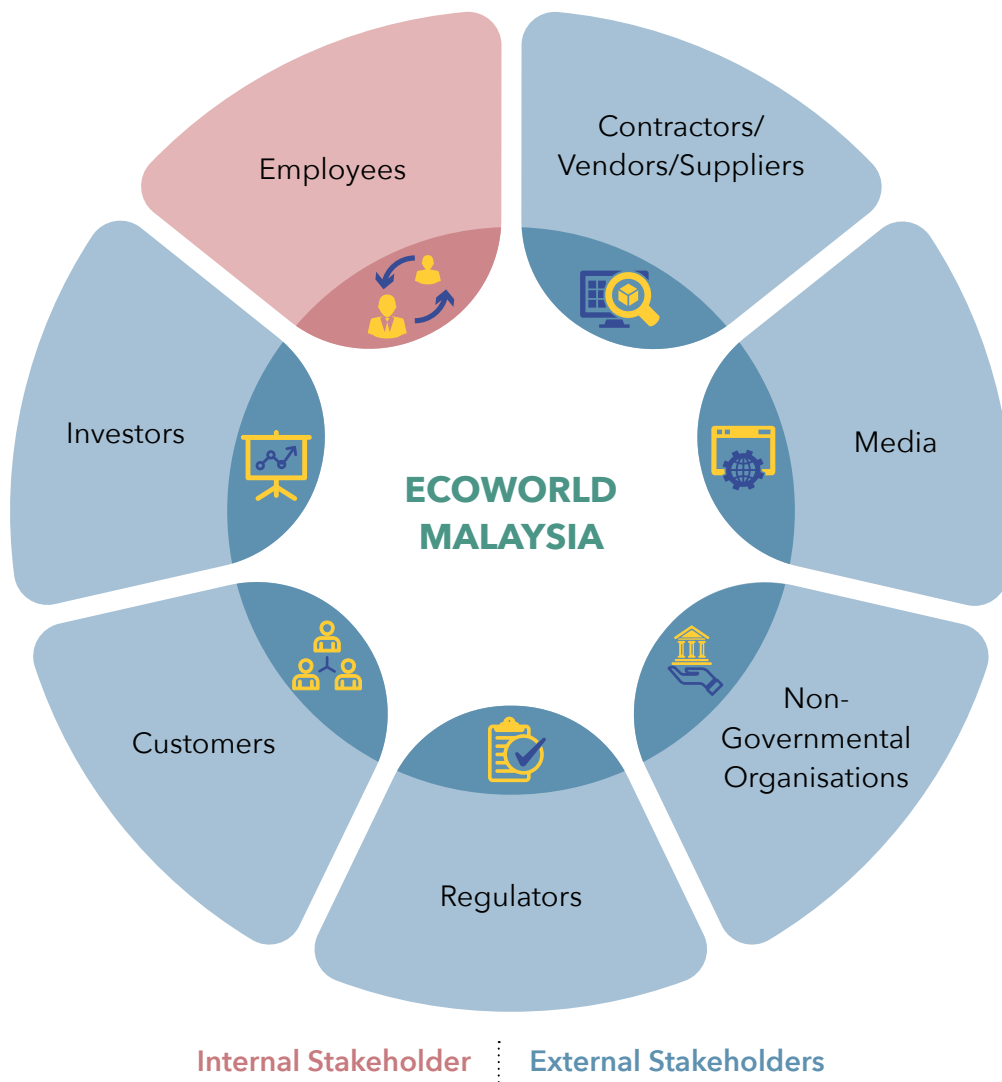 Employees
Contractors/
Vendors/Suppliers
Investors
Media
ECOWORLD
MALAYSIA
Customers
Non-
Governmental
Organisations
Regulators
Internal Stakeholder
External Stakeholders